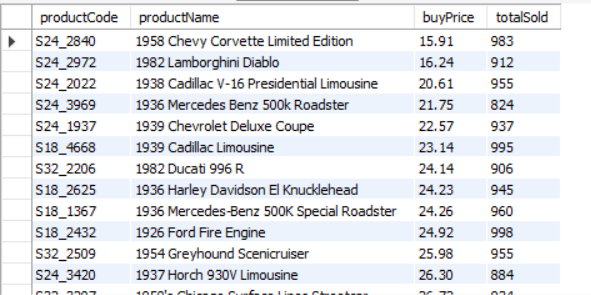 productCode productName buyPrice totalSold
S24_2840 1958 Chevy Corvette Limited Edition 15.91 983
S24_2972 1982 Lamborghini Diablo 16.24 912
S24_2022 1938 Cadillac V-16 Presidential Limousine 20.61 955
S24_3969 1936 Mercedes Benz 500k Roadster 21.75 824
S24_1937 1939 Chevrolet Deluxe Coupe 22.57 937
S18_4668 1939 Cadillac Limousine 23.14 995
S32_2206 1982 Ducati 996 R 24.14 906
S18_2625 1936 Harley Davidson El Knucklehead 24.23 945
S18_1367 1936 Mercedes-Benz 500K Special Roadster 24.26 960
S18_2432 1926 Ford Fire Engine 24.92 998
S32_2509 1954 Greyhound Scenicruiser 25.98 955
S24_3420 1937 Horch 930V Limousine 26.30 884